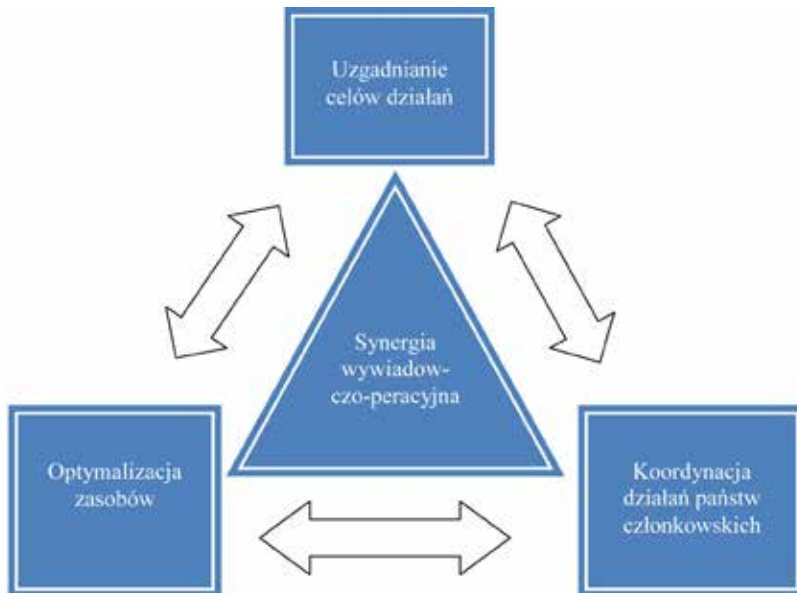 Uzgadnianie
celów działań
Synergia
wywiadow-
czo-peracyjna
Optymalizacja
zasobów
Koordynacja
działań państw
członkowskich